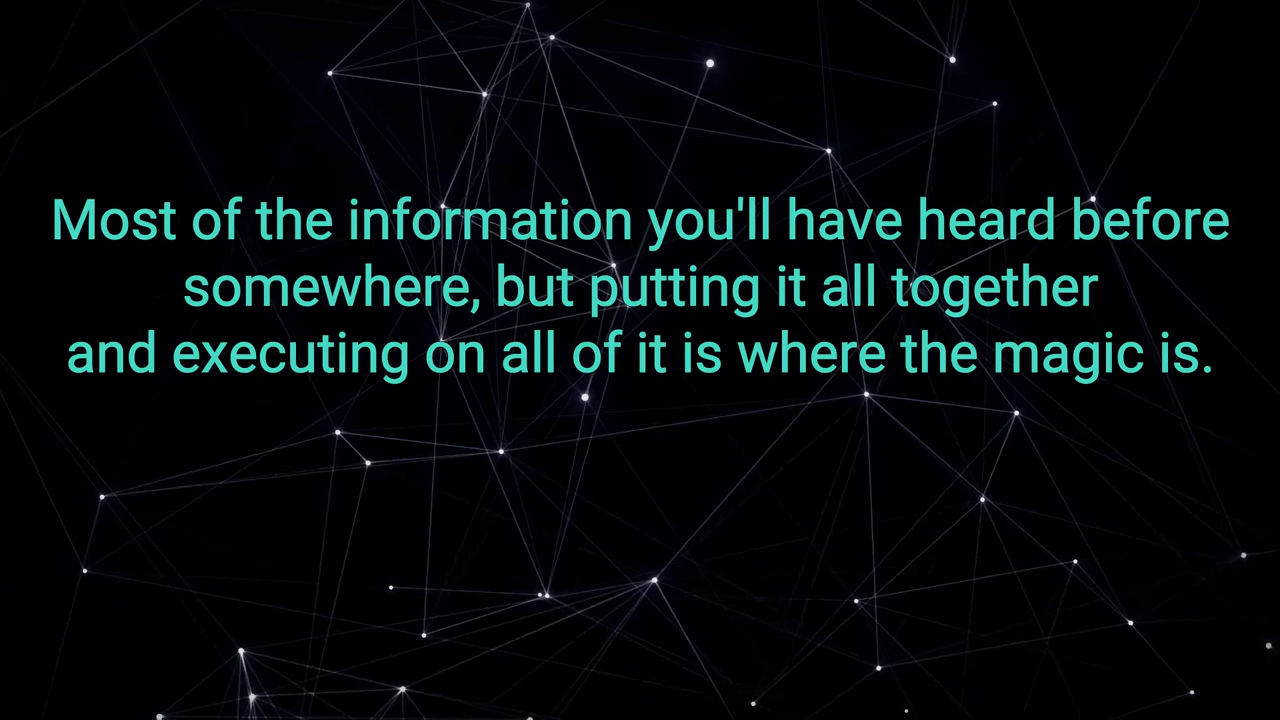 Most of the information you'll have heard before
somewhere, but putting it all together
and executing on all of it is where the magic is.